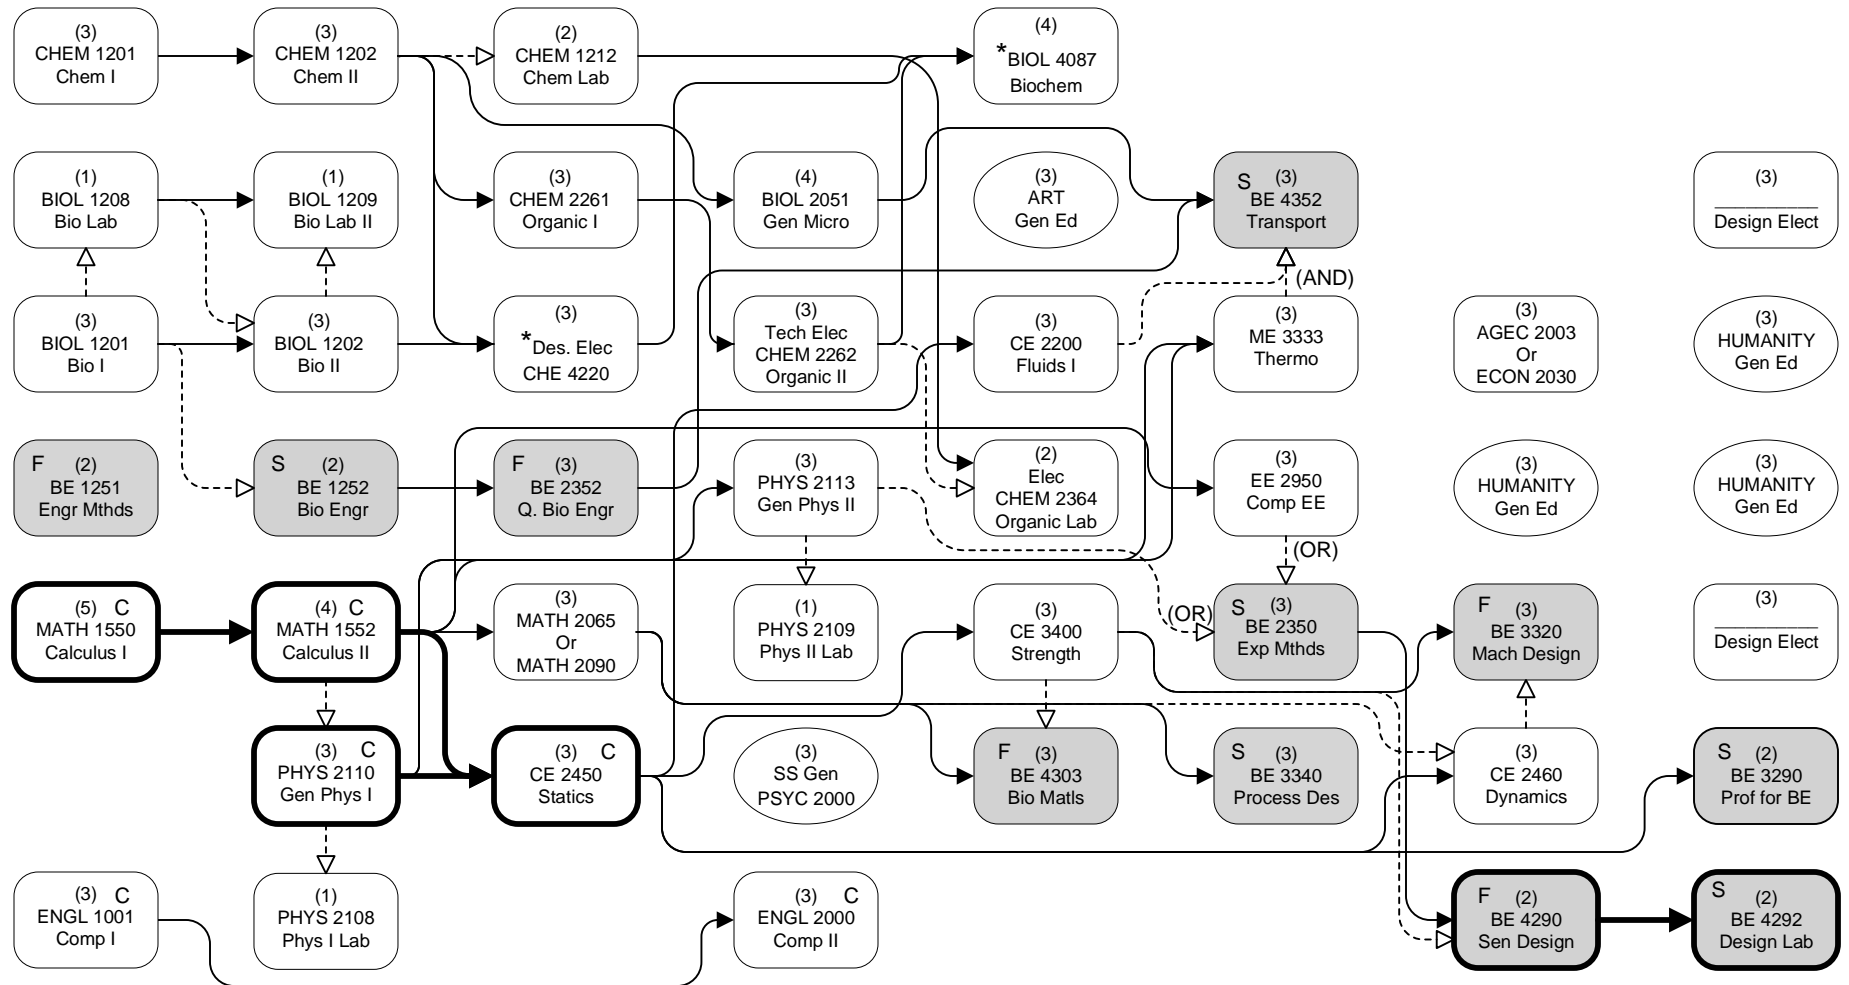 (3)
CHEM 1201
Chem I
(3)
CHEM 1202
Chem II
(2)
CHEM 1212
Chem Lab
(4)
*BIOL 4087
Biochem
(1)
BIOL 1208
Bio Lab
(1)
BIOL 1209
Bio Lab II
(3)
CHEM 2261
Organic I
(4)
BIOL 2051
Gen Micro
(3)
ART
Gen Ed
S (3)
BE 4352
Transport
(3)
__________
Design Elect
(AND)
(3)
BIOL 1201
Bio I
(3)
BIOL 1202
Bio II
(3)
*Des. Elec
CHE 4220
(3)
Tech Elec
CHEM 2262
Organic II
(3)
CE 2200
Fluids I
(3)
ME 3333
Thermo
(3)
AGEC 2003
Or
ECON 2030
(3)
HUMANITY
Gen Ed
F (2)
BE 1251
Engr Mthds
S (2)
BE 1252
Bio Engr
F (3)
BE 2352
Q. Bio Engr
(3)
PHYS 2113
Gen Phys II
(2)
Elec
CHEM 2364
Organic Lab
(3)
EE 2950
Comp EE
(3)
HUMANITY
Gen Ed
(3)
HUMANITY
Gen Ed
(OR)
(5) C
MATH 1550
Calculus I
(4) C
MATH 1552
Calculus II
(3)
MATH 2065
Or
MATH 2090
(1)
PHYS 2109
Phys II Lab
(3)
CE 3400
Strength
(OR)
S (3)
BE 2350
Exp Mthds
F (3)
BE 3320
Mach Design
(3)
__________
Design Elect
(3) C
PHYS 2110
Gen Phys I
(3) C
CE 2450
Statics
(3)
SS Gen
PSYC 2000
F (3)
BE 4303
Bio Matls
S (3)
BE 3340
Process Des
(3)
CE 2460
Dynamics
S (2)
BE 3290
Prof for BE
(3) C
ENGL 1001
Comp I
(1)
PHYS 2108
Phys I Lab
(3) C
ENGL 2000
Comp II
F (2)
BE 4290
Sen Design
S (2)
BE 4292
Design Lab